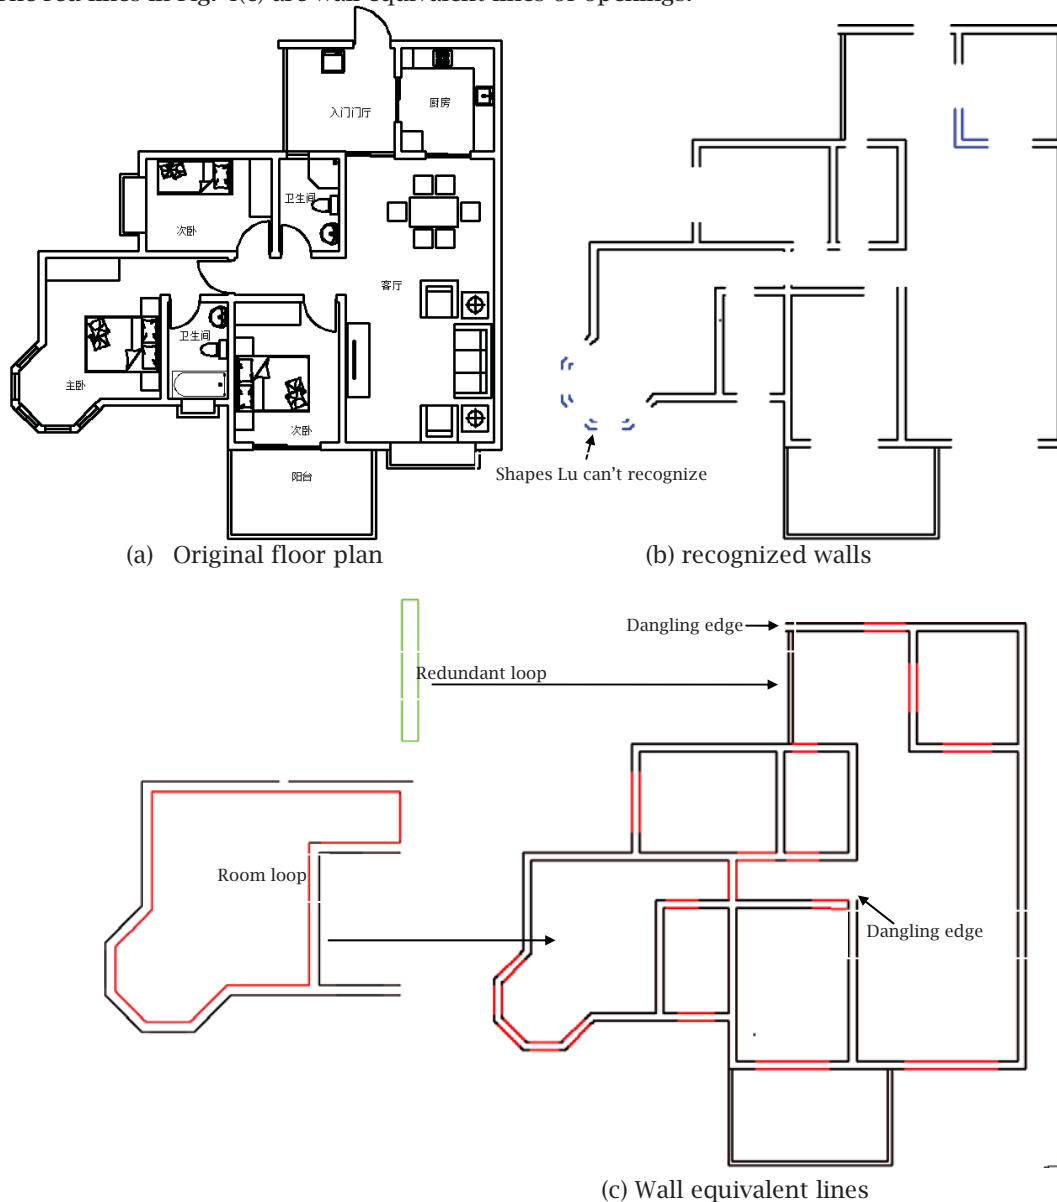 The red lines in Fig. 4(c) are wall equivalent lines of openings.
入门门厅
厨房
卫生间
次卧
客厅
卫生间
主卧
次卧
阳台
Shapes Lu can't recognize
(a) Original floor plan
(b) recognized walls
Dangling edge
Redundant loop
Room loop
Dangling edge
(c) Wall equivalent lines